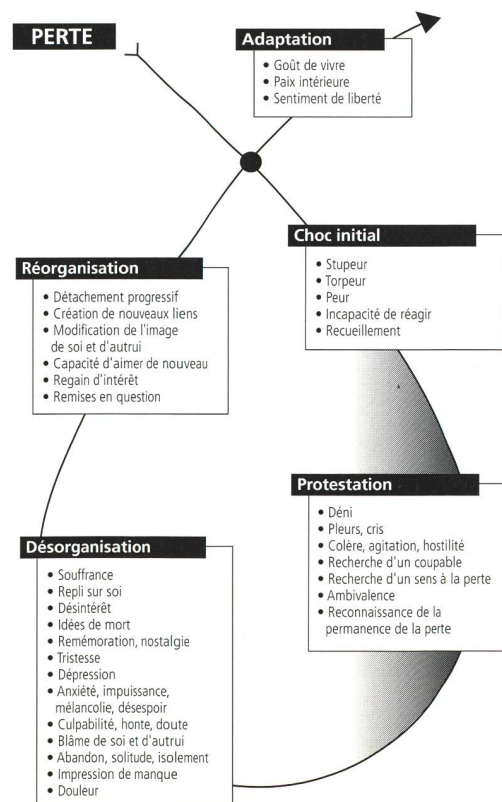 PERTE
Adaptation
• Goût de vivre
• Paix intérieure
• Sentiment de liberté
Choc initial
• Stupeur
• Torpeur
• Peur
• Incapacité de réagir
• Recueillement
Protestation
• Déni
• Pleurs, cris
• Colère, agitation, hostilité
• Recherche d'un coupable
• Recherche d'un sens à la perte
• Ambivalence
• Reconnaissance de la
permanence de la perte
Désorganisation
• Souffrance
• Repli sur soi
• Désintérêt
• Idées de mort
• Remémoration, nostalgie
• Tristesse
• Dépression
• Anxiété, impuissance,
mélancolie, désespoir
• Culpabilité, honte, doute
• Blâme de soi et d'autrui
• Abandon, solitude, isolement
• Impression de manque
• Douleur
Réorganisation
• Détachement progressif
• Création de nouveaux liens
• Modification de l'image
de soi et d'autrui
• Capacité d'aimer de nouveau
• Regain d'intérêt
• Remises en question